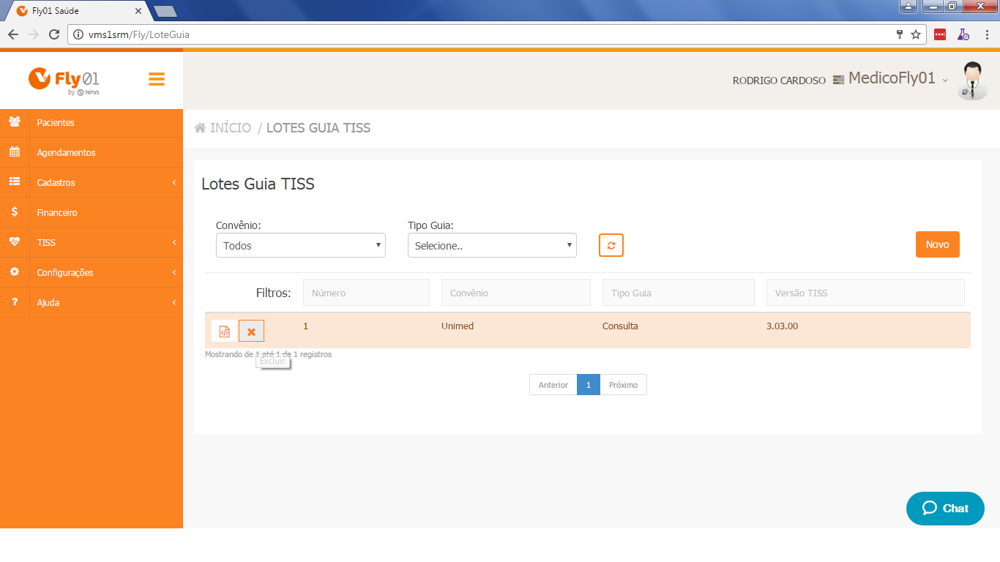 Fly01 Saúde
vms1srm/Fly/LoteGuia
Fly01
by TOTVS
RODRIGO CARDOSO MedicoFly01
Pacientes
Agendamentos
Cadastros
Financeiro
TISS
Configurações
Ajuda
INÍCIO / LOTES GUIA TISS
Lotes Guia TISS
Convênio: Tipo Guia:
Todos Selecione.. Novo
Filtros: Número Convênio Tipo Guia Versão TISS
1 Unimed Consulta 3.03.00
Mostrando de 1 até 1 de 1 registros
Excluir
Anterior 1 Próximo
Chat